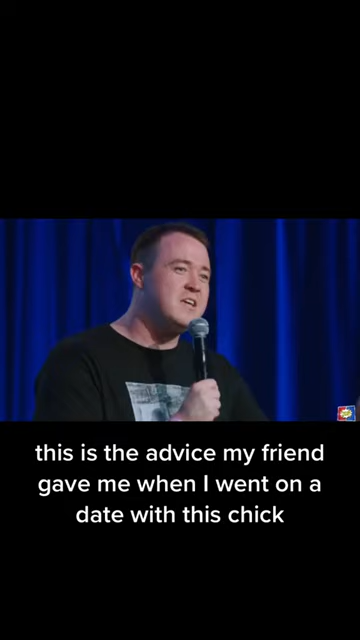 this is the advice my friend
gave me when I went on a
date with this chick